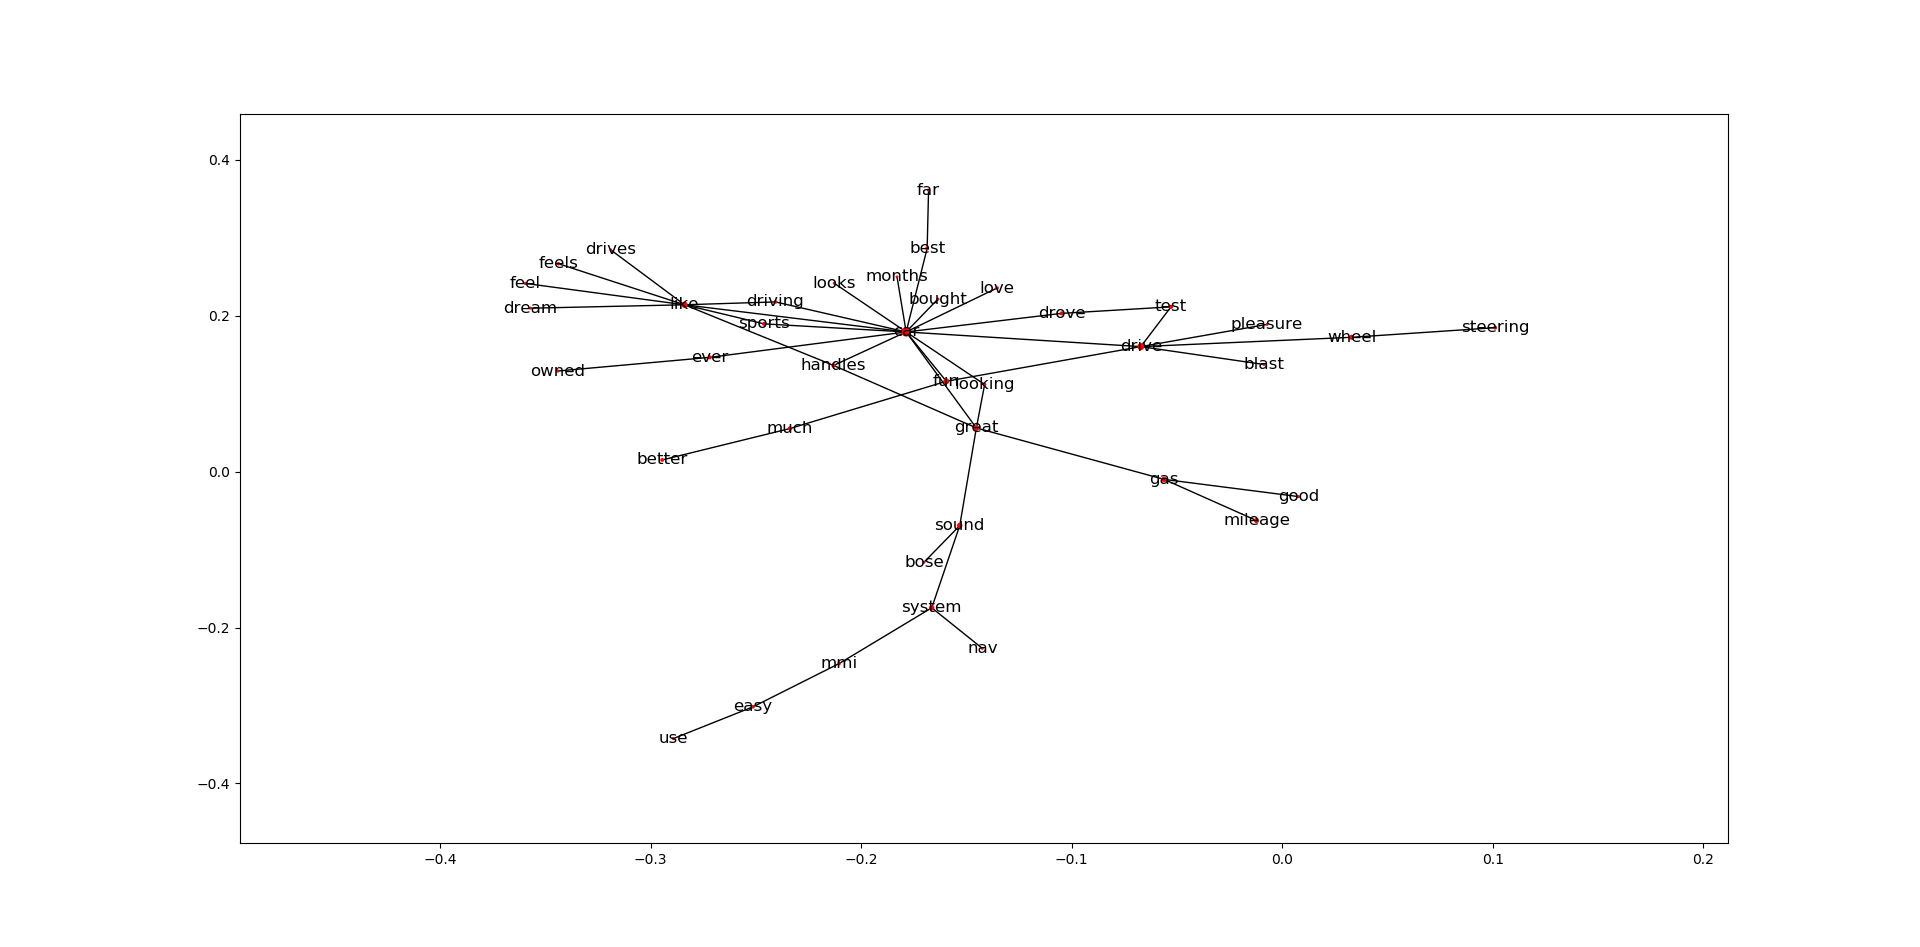 0.4
far
drives
best
feels
months
feel
looks
love
bought
dream
like
driving
drove
test
0.2
sports
pleasure
steering
car
wheel
drive
ever
blast
handles
owned
fun
looking
much
great
better
0.0
gas
good
mileage
sound
bose
system
−0.2
nav
mmi
easy
use
−0.4
−0.4
−0.3
−0.2
−0.1
0.0
0.1
0.2